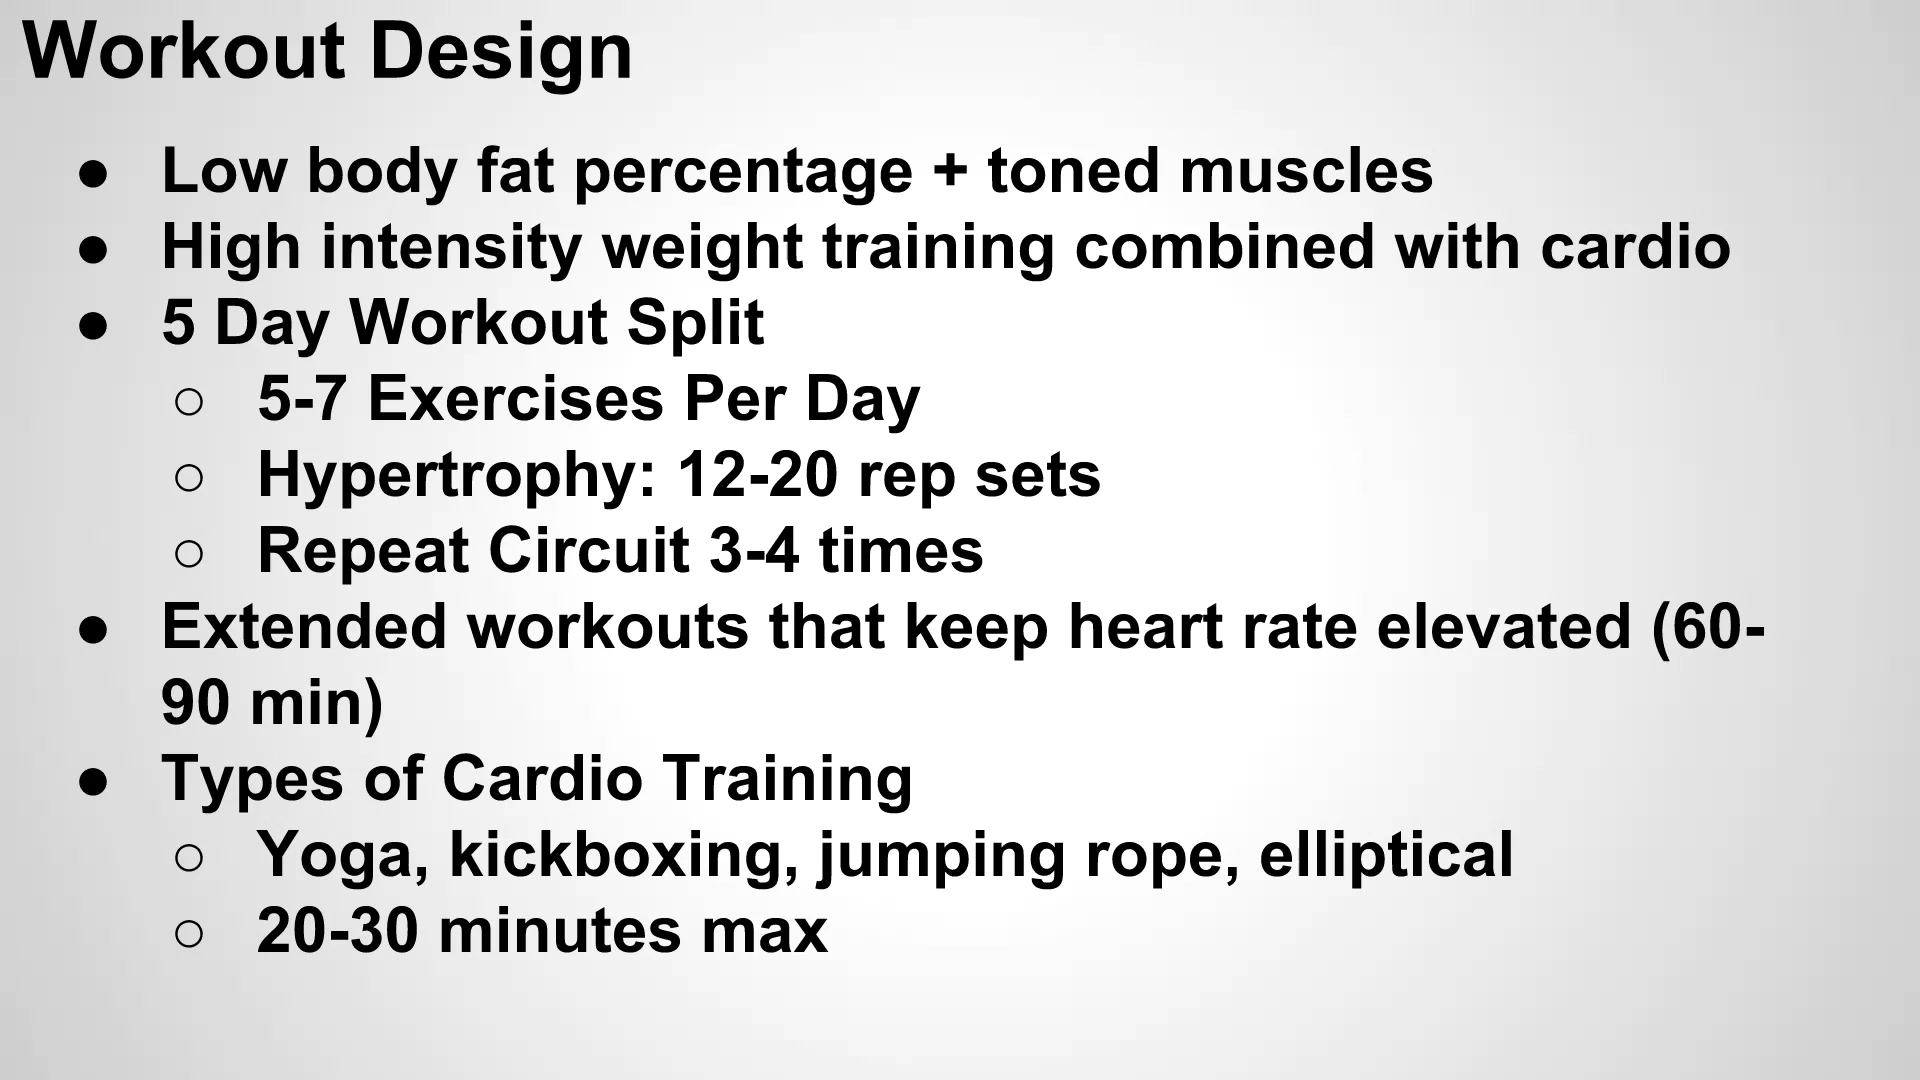 Workout Design
● Low body fat percentage + toned muscles
● High intensity weight training combined with cardio
● 5 Day Workout Split
○ 5-7 Exercises Per Day
○ Hypertrophy: 12-20 rep sets
○ Repeat Circuit 3-4 times
● Extended workouts that keep heart rate elevated (60-
90 min)
● Types of Cardio Training
○ Yoga, kickboxing, jumping rope, elliptical
○ 20-30 minutes max